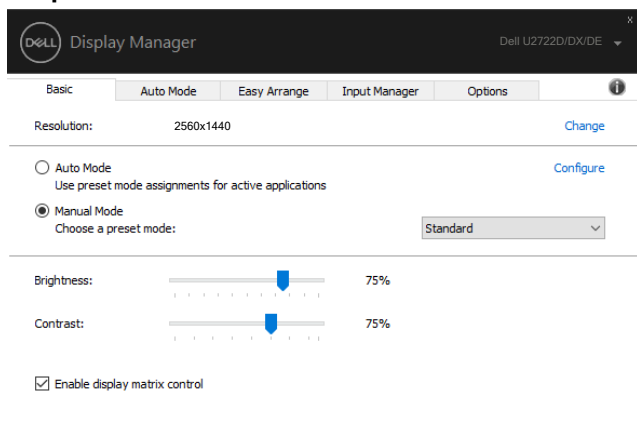 DELL Display Manager
Dell U2722D/DX/DE
Basic Auto Mode Easy Arrange Input Manager Options
Resolution: 2560x1440 Change
Auto Mode Configure
Use preset mode assignments for active applications
Manual Mode
Choose a preset mode: Standard
Brightness: 75%
Contrast: 75%
Enable display matrix control